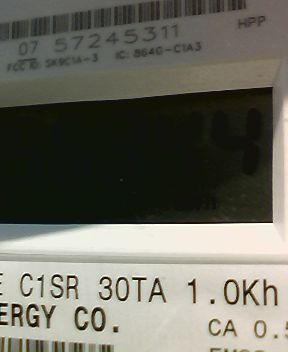 HPP
07 57245311
FCC ID: SK9C1A-3 IC: 864G-C1A3
4
E C1SR 30TA 1.0Kh
ERGY CO.
CA 0.5